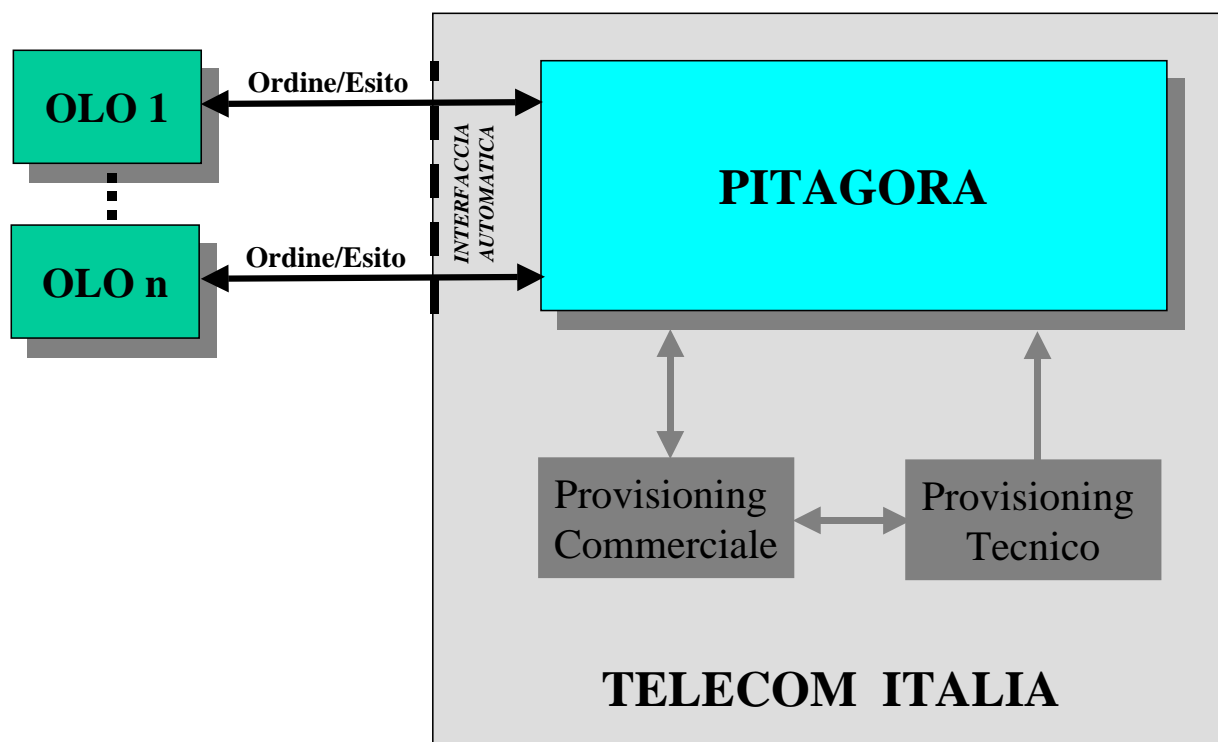 OLO 1
Ordine/Esito
INTERFACCIA
AUTOMATICA
PITAGORA
OLO n
Ordine/Esito
Provisioning
Commerciale
Provisioning
Tecnico
TELECOM ITALIA